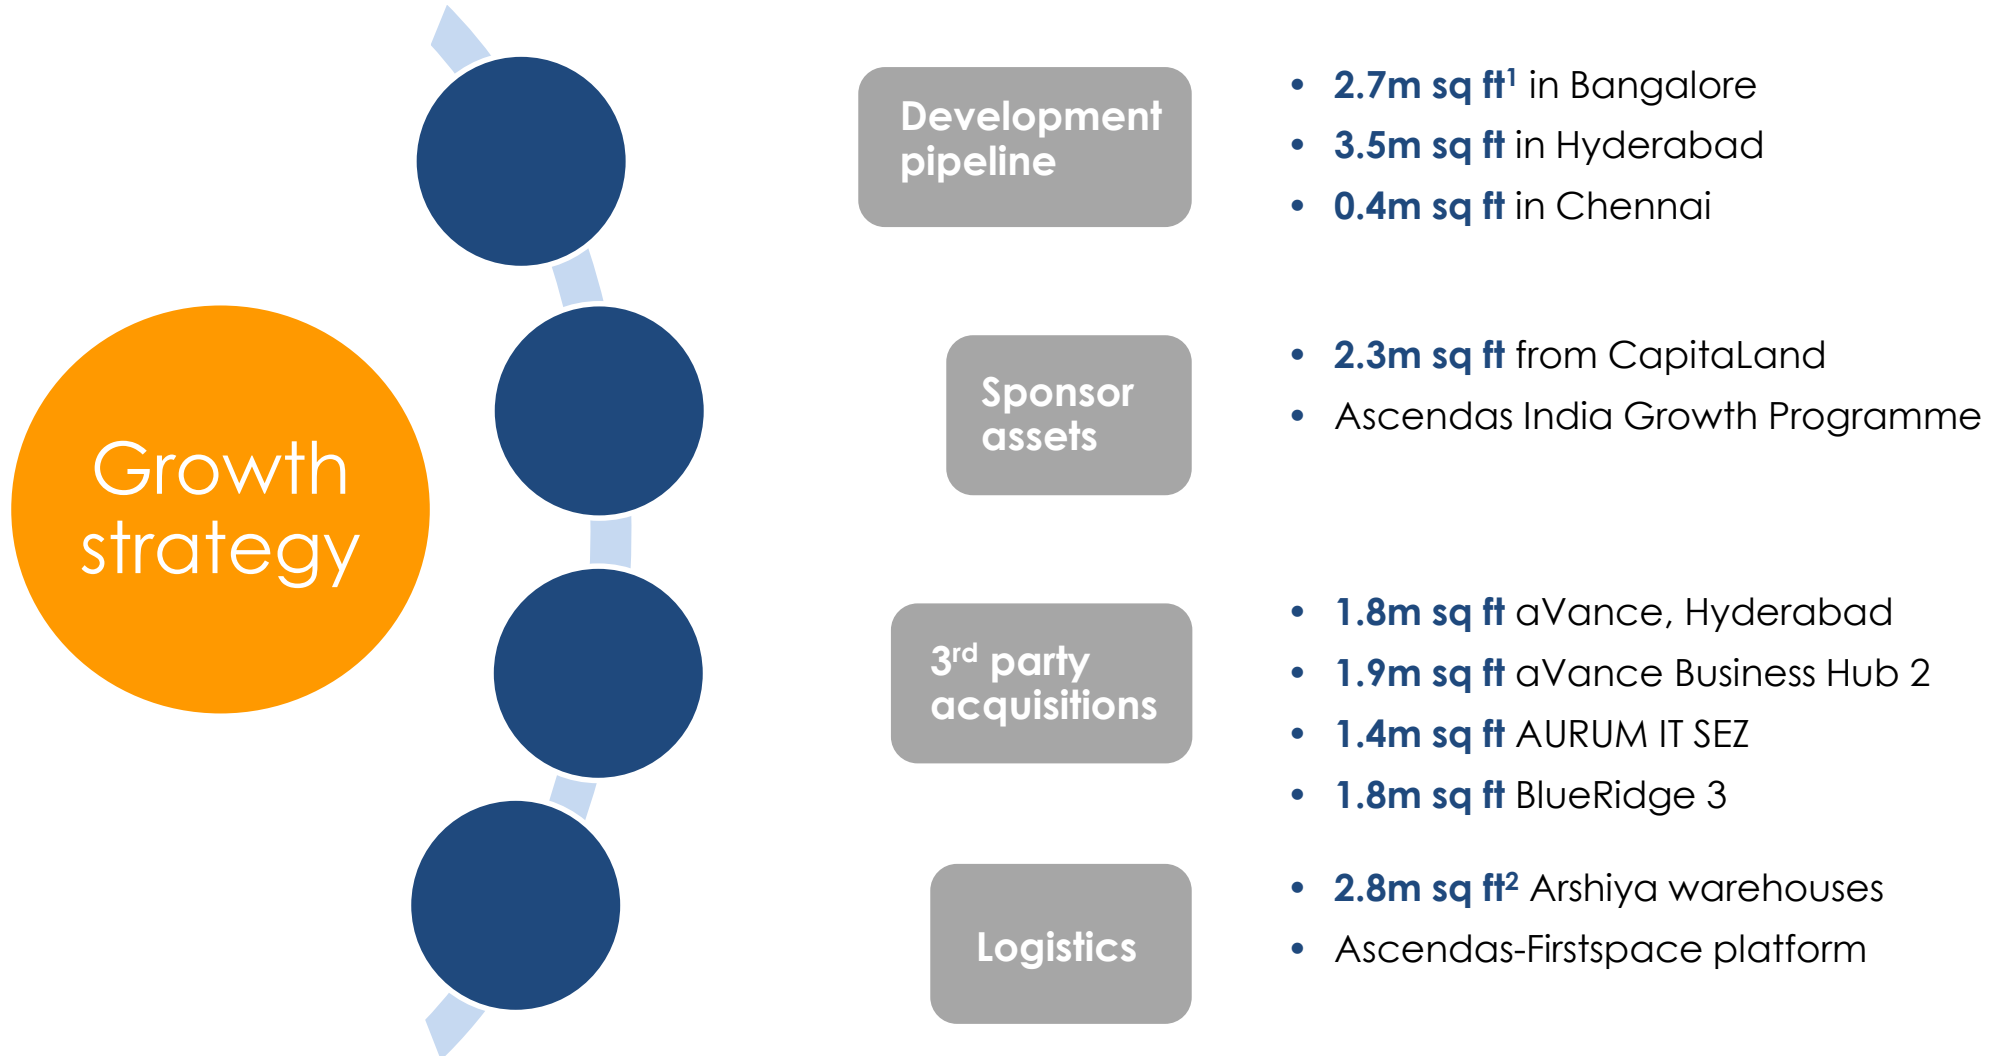 Growth
strategy
Development
pipeline
• 2.7m sq ft¹ in Bangalore
• 3.5m sq ft in Hyderabad
• 0.4m sq ft in Chennai
Sponsor
assets
• 2.3m sq ft from CapitaLand
• Ascendas India Growth Programme
3rd party
acquisitions
• 1.8m sq ft aVance, Hyderabad
• 1.9m sq ft aVance Business Hub 2
• 1.4m sq ft AURUM IT SEZ
• 1.8m sq ft BlueRidge 3
Logistics
• 2.8m sq ft² Arshiya warehouses
• Ascendas-Firstspace platform